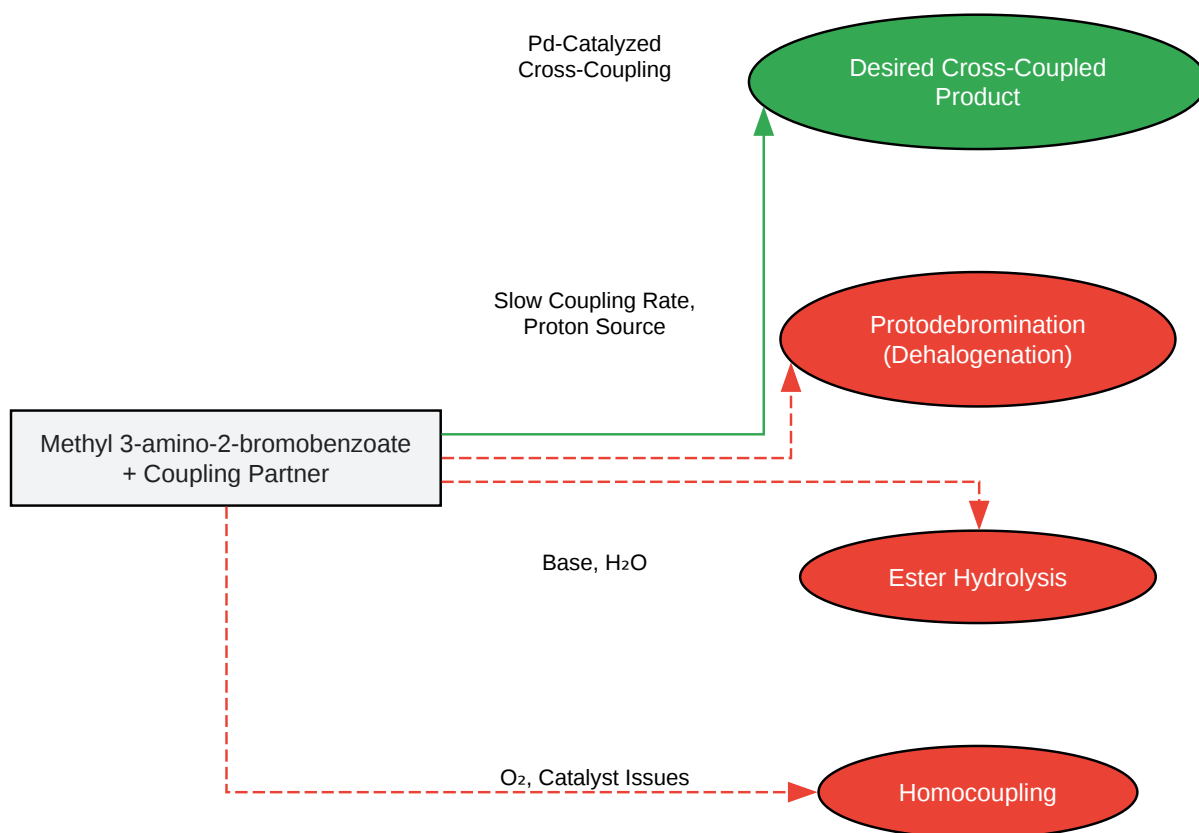 Pd-Catalyzed
Cross-Coupling
Desired Cross-Coupled
Product
Slow Coupling Rate,
Proton Source
Protodebromination
(Dehalogenation)
Methyl 3-amino-2-bromobenzoate
+ Coupling Partner
Base, H₂O
Ester Hydrolysis
O₂, Catalyst Issues
Homocoupling